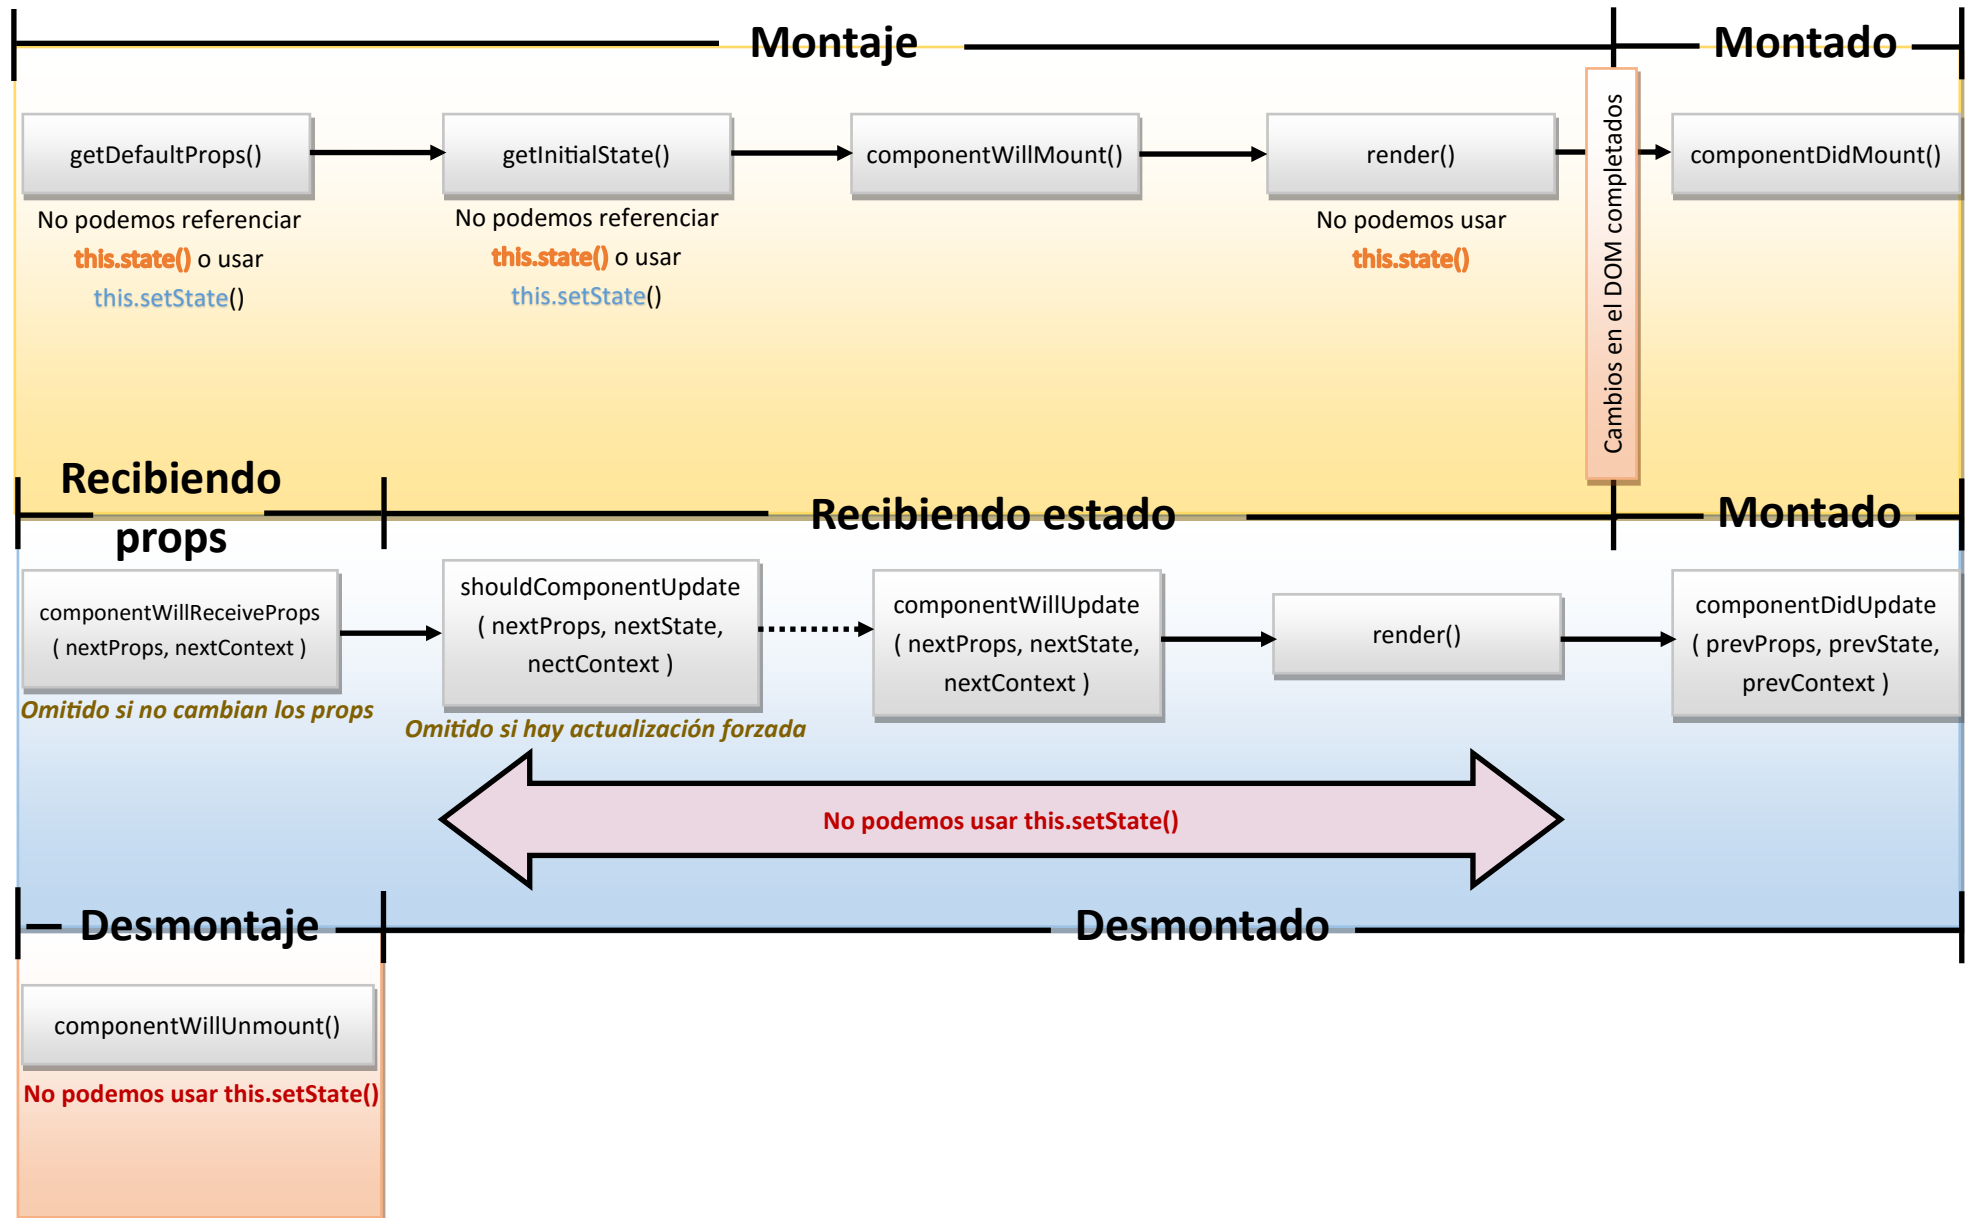 Montaje
Montado
getDefaultProps()
getInitialState()
componentWillMount()
render()
componentDidMount()
No podemos referenciar
this.state() o usar
this.setState()
No podemos referenciar
this.state() o usar
this.setState()
No podemos usar
this.state()
Cambios en el DOM completados
Recibiendo
props
Recibiendo estado
Montado
componentWillReceiveProps
( nextProps, nextContext )
shouldComponentUpdate
( nextProps, nextState,
nectContext )
componentWillUpdate
( nextProps, nextState,
nextContext )
render()
componentDidUpdate
( prevProps, prevState,
prevContext )
Omitido si no cambian los props
Omitido si hay actualización forzada
No podemos usar this.setState()
Desmontaje
Desmontado
componentWillUnmount()
No podemos usar this.setState()